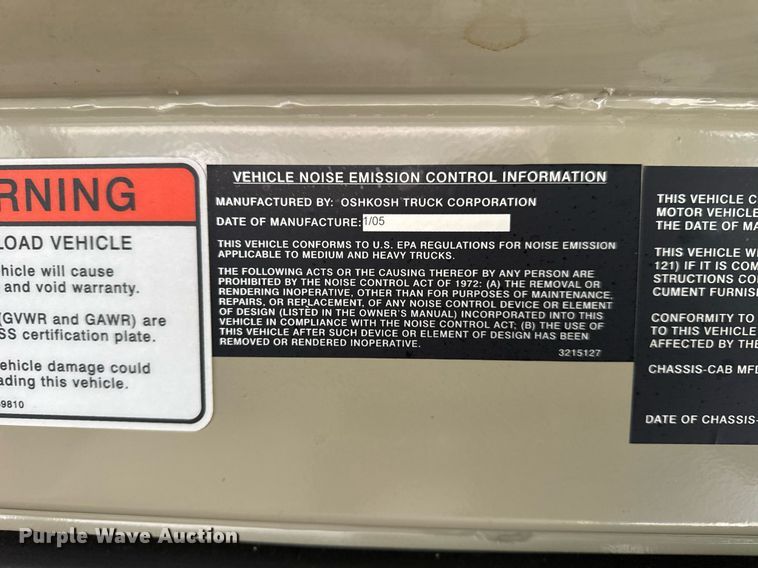 RNING
LOAD VEHICLE
hicle will cause
and void warranty.
(GVWR and GAWR) are
SS certification plate.
ehicle damage could
ading this vehicle.
9810
VEHICLE NOISE EMISSION CONTROL INFORMATION
MANUFACTURED BY: OSHKOSH TRUCK CORPORATION
DATE OF MANUFACTURE: 1/05
THIS VEHICLE CONFORMS TO U.S. EPA REGULATIONS FOR NOISE EMISSION
APPLICABLE TO MEDIUM AND HEAVY TRUCKS.
THE FOLLOWING ACTS OR THE CAUSING THEREOF BY ANY PERSON ARE
PROHIBITED BY THE NOISE CONTROL ACT OF 1972: (A) THE REMOVAL OR
RENDERING INOPERATIVE, OTHER THAN FOR PURPOSES OF MAINTENANCE,
REPAIRS, OR REPLACEMENT, OF ANY NOISE CONTROL DEVICE OR ELEMENT
OF DESIGN (LISTED IN THE OWNER'S MANUAL) INCORPORATED INTO THIS
VEHICLE IN COMPLIANCE WITH THE NOISE CONTROL ACT; (B) THE USE OF
THIS VEHICLE AFTER SUCH DEVICE OR ELEMENT OF DESIGN HAS BEEN
REMOVED OR RENDERED INOPERATIVE.
3215127
THIS VEHICLE C
MOTOR VEHICLE
THE DATE OF MA
THIS VEHICLE WI
121) IF IT IS COM
STRUCTIONS CO
CUMENT FURNIS
CONFORMITY TO
TO THIS VEHICLE
AFFECTED BY THE
CHASSIS-CAB MFD
DATE OF CHASSIS-
Purple Wave Auction